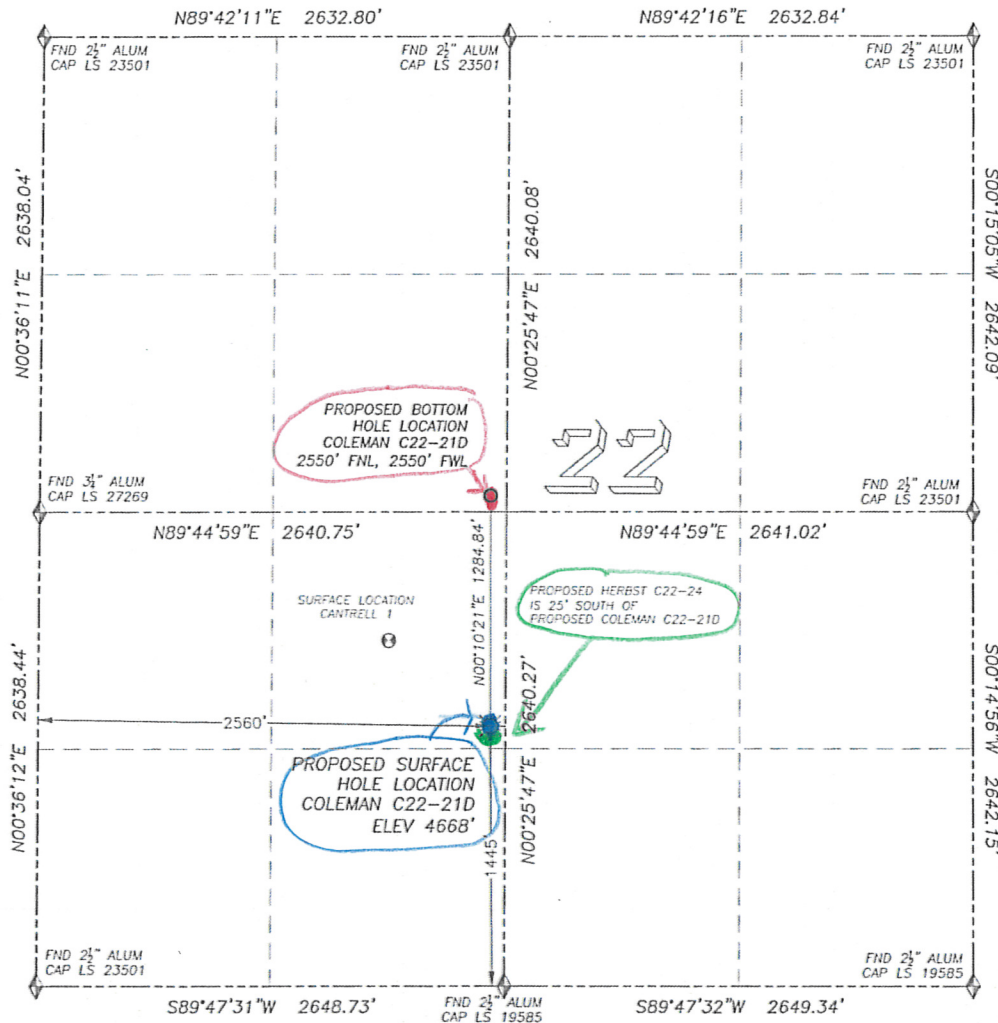 N89°42'11"E 2632.80'
N89°42'16" E 2632.84'
FND 2½" ALUM
CAP LS 23501
FND 2½" ALUM
CAP LS 23501
FND 2½" ALUM
CAP LS 23501
N00°36'11"E 2638.04'
N00°25'47"E 2640.08'
S00°15'05"W 2642.09'
PROPOSED BOTTOM
HOLE LOCATION
COLEMAN C22-21D
2550' FNL, 2550' FWL
22
FND 3¼" ALUM
CAP LS 27269
FND 2½" ALUM
CAP LS 23501
N89°44'59"E 2640.75'
N89°44'59"E 2641.02'
N00°10'21"E 1284.84'
SURFACE LOCATION
CANTRELL 1
PROPOSED HERBST C22-24
IS 25' SOUTH OF
PROPOSED COLEMAN C22-21D
N00°36'12"E 2638.44'
N00°25'47"E 2640.27'
S00°14'56"W 2642.15'
2560'
PROPOSED SURFACE
HOLE LOCATION
COLEMAN C22-21D
ELEV 4668'
1445'
FND 2½" ALUM
CAP LS 23501
FND 2½" ALUM
CAP LS 19585
FND 2½" ALUM
CAP LS 19585
S89°47'31"W 2648.73'
S89°47'32"W 2649.34'